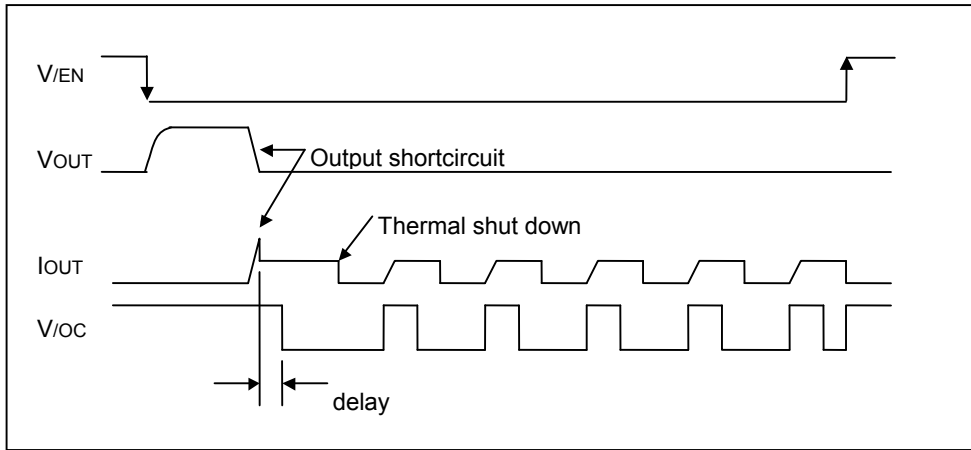 V/EN
VOUT
Output shortcircuit
Thermal shut down
IOUT
V/OC
delay